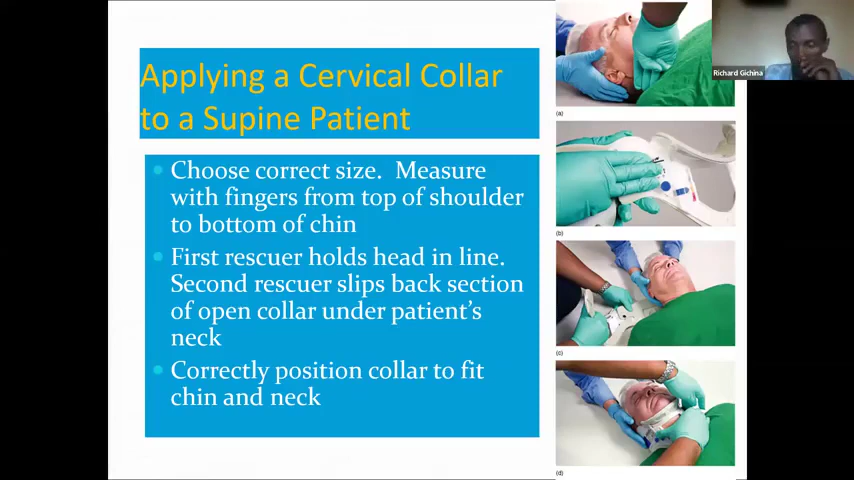 Applying a Cervical Collar
to a Supine Patient
Choose correct size. Measure
with fingers from top of shoulder
to bottom of chin
First rescuer holds head in line.
Second rescuer slips back section
of open collar under patient's
neck
Correctly position collar to fit
chin and neck
(a)
(b)
(c)
(d)
Richard Gichina